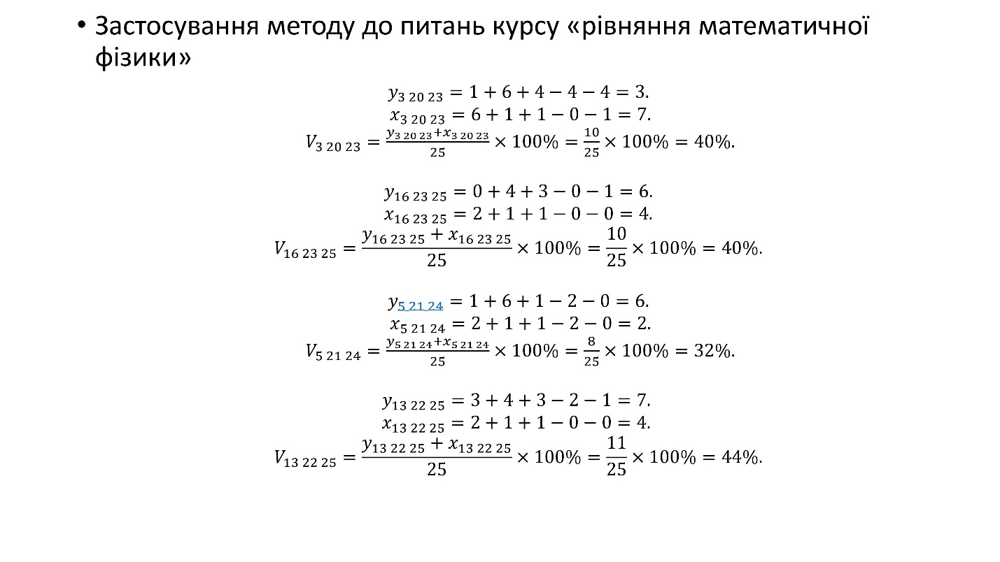 • Застосування методу до питань курсу «рівняння математичної
фізики»
y₃ ₂₀ ₂₃ = 1 + 6 + 4 − 4 − 4 = 3.
x₃ ₂₀ ₂₃ = 6 + 1 + 1 − 0 − 1 = 7.
V₃ ₂₀ ₂₃ = (y₃ ₂₀ ₂₃+x₃ ₂₀ ₂₃)/25 × 100% = 10/25 × 100% = 40%.
y₁₆ ₂₃ ₂₅ = 0 + 4 + 3 − 0 − 1 = 6.
x₁₆ ₂₃ ₂₅ = 2 + 1 + 1 − 0 − 0 = 4.
V₁₆ ₂₃ ₂₅ = (y₁₆ ₂₃ ₂₅ + x₁₆ ₂₃ ₂₅)/25 × 100% = 10/25 × 100% = 40%.
y₅ ₂₁ ₂₄ = 1 + 6 + 1 − 2 − 0 = 6.
x₅ ₂₁ ₂₄ = 2 + 1 + 1 − 2 − 0 = 2.
V₅ ₂₁ ₂₄ = (y₅ ₂₁ ₂₄+x₅ ₂₁ ₂₄)/25 × 100% = 8/25 × 100% = 32%.
y₁₃ ₂₂ ₂₅ = 3 + 4 + 3 − 2 − 1 = 7.
x₁₃ ₂₂ ₂₅ = 2 + 1 + 1 − 0 − 0 = 4.
V₁₃ ₂₂ ₂₅ = (y₁₃ ₂₂ ₂₅ + x₁₃ ₂₂ ₂₅)/25 × 100% = 11/25 × 100% = 44%.